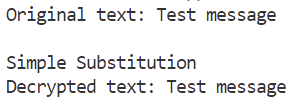 Original text: Test message
Simple Substitution
Decrypted text: Test message